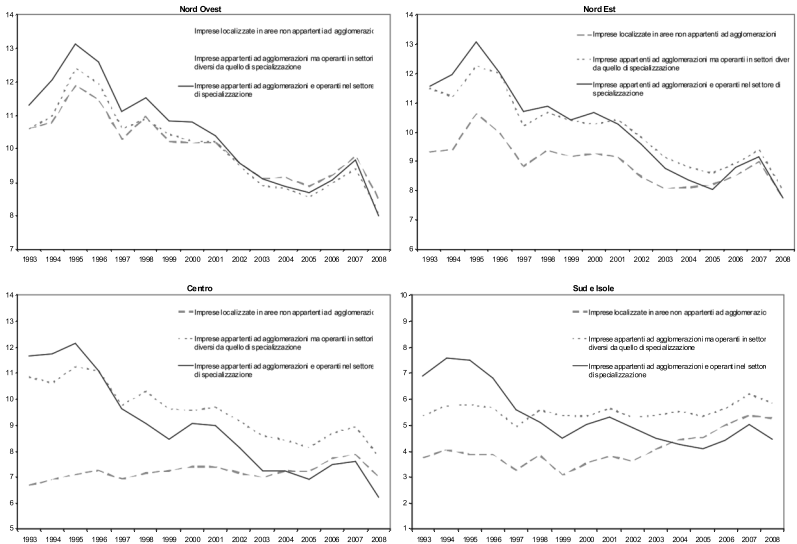 Nord Ovest
14
13
12
11
10
9
8
7
Imprese localizzate in aree non appartenti ad agglomerazio
Imprese appartenti ad agglomerazioni ma operanti in settori
diversi da quello di specializzazione
Imprese appartenti ad agglomerazioni e operanti nel settore
di specializzazione
1993 1994 1995 1996 1997 1998 1999 2000 2001 2002 2003 2004 2005 2006 2007 2008
Nord Est
14
13
12
11
10
9
8
7
6
Imprese localizzate in aree non appartenti ad agglomerazioni
Imprese appartenti ad agglomerazioni ma operanti in settori diver
da quello di specializzazione
Imprese appartenti ad agglomerazioni e operanti nel settore di
specializzazione
1993 1994 1995 1996 1997 1998 1999 2000 2001 2002 2003 2004 2005 2006 2007 2008
Centro
14
13
12
11
10
9
8
7
6
5
Imprese localizzate in aree non appartenti ad agglomerazic
Imprese appartenti ad agglomerazioni ma operanti in settori
diversi da quello di specializzazione
Imprese appartenti ad agglomerazioni e operanti nel settore
di specializzazione
1993 1994 1995 1996 1997 1998 1999 2000 2001 2002 2003 2004 2005 2006 2007 2008
Sud e Isole
10
9
8
7
6
5
4
3
2
1
Imprese localizzate in aree non appartenti ad agglomerazio
Imprese appartenti ad agglomerazioni ma operanti in settor
diversi da quello di specializzazione
Imprese appartenti ad agglomerazioni e operanti nel settore
di specializzazione
1993 1994 1995 1996 1997 1998 1999 2000 2001 2002 2003 2004 2005 2006 2007 2008